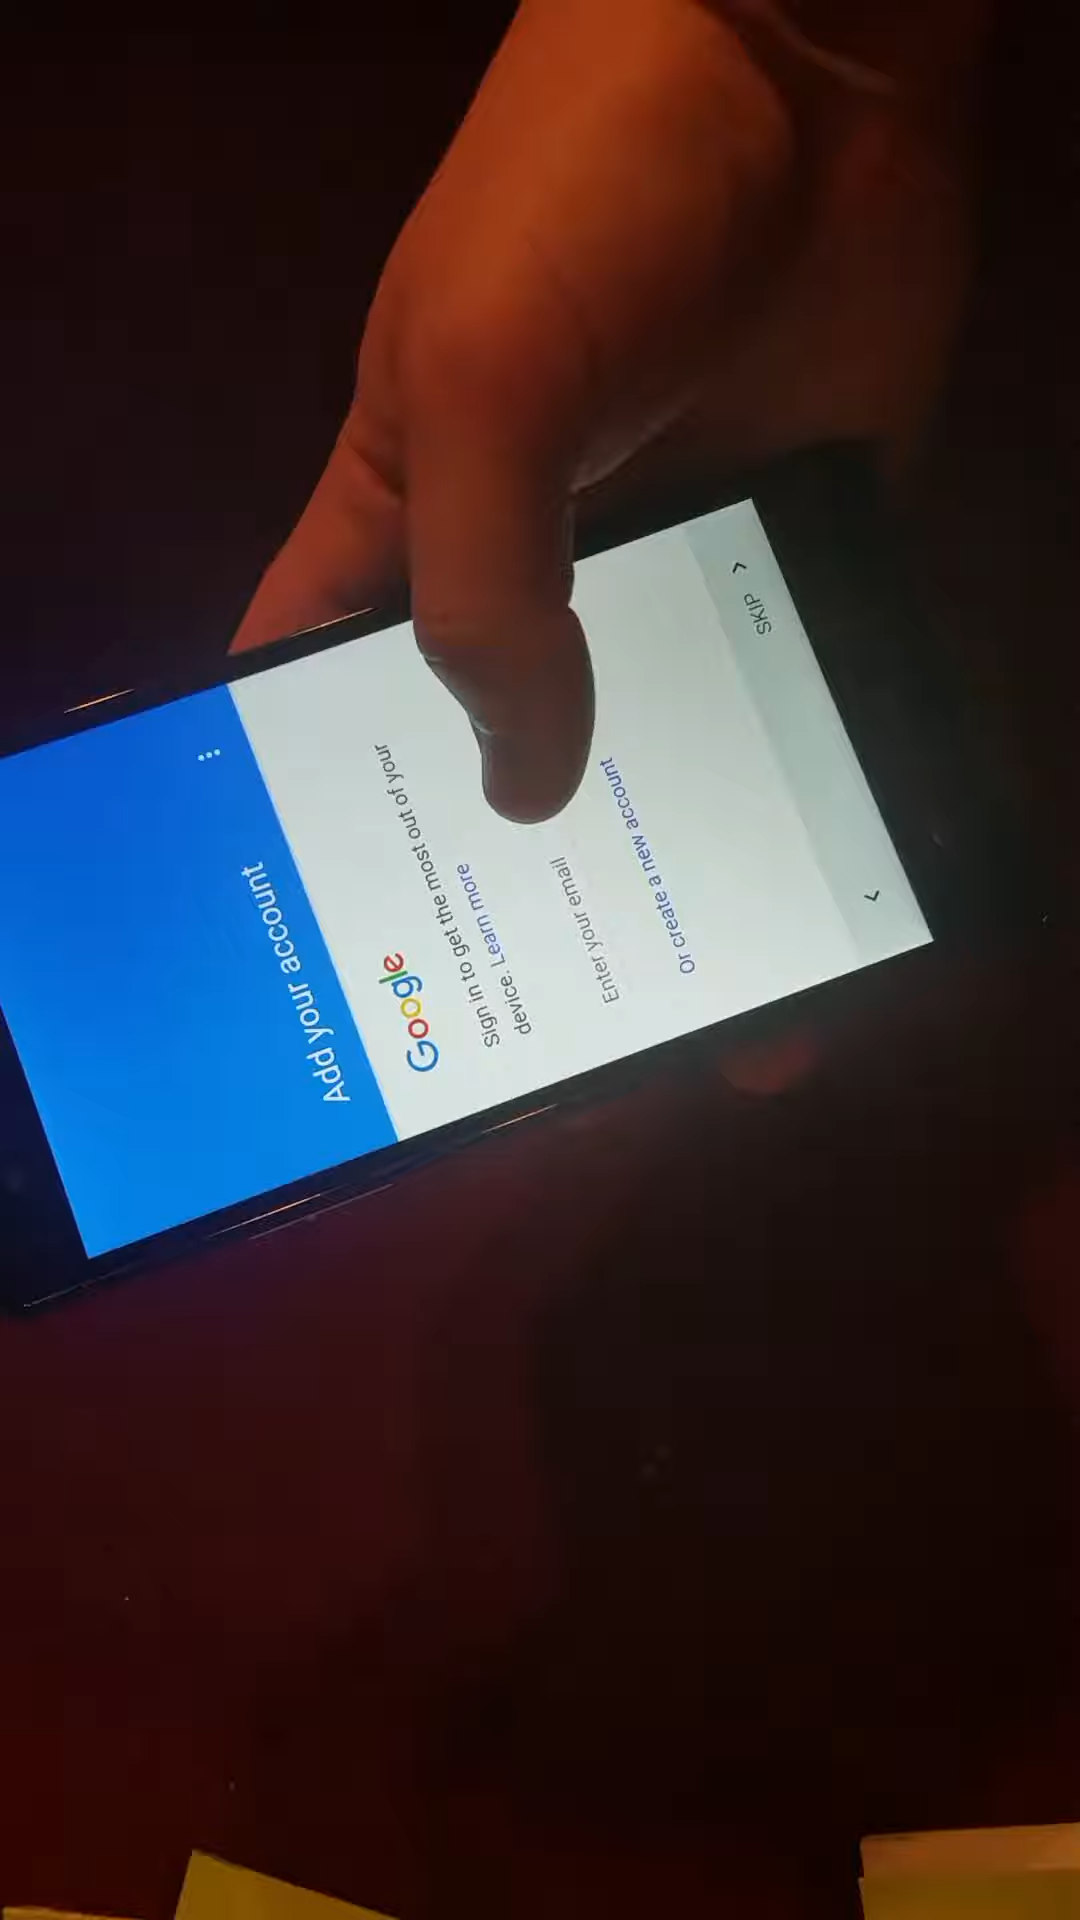 Add your account
Google
Sign in to get the most out of your
device. Learn more
Enter your email
Or create a new account
SKIP